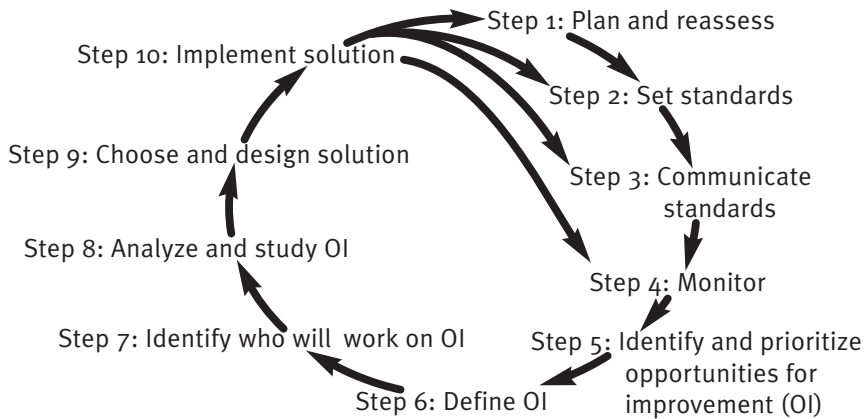 Step 1: Plan and reassess
Step 10: Implement solution
Step 2: Set standards
Step 9: Choose and design solution
Step 3: Communicate
standards
Step 8: Analyze and study OI
Step 4: Monitor
Step 7: Identify who will work on OI
Step 5: Identify and prioritize
opportunities for
improvement (OI)
Step 6: Define OI